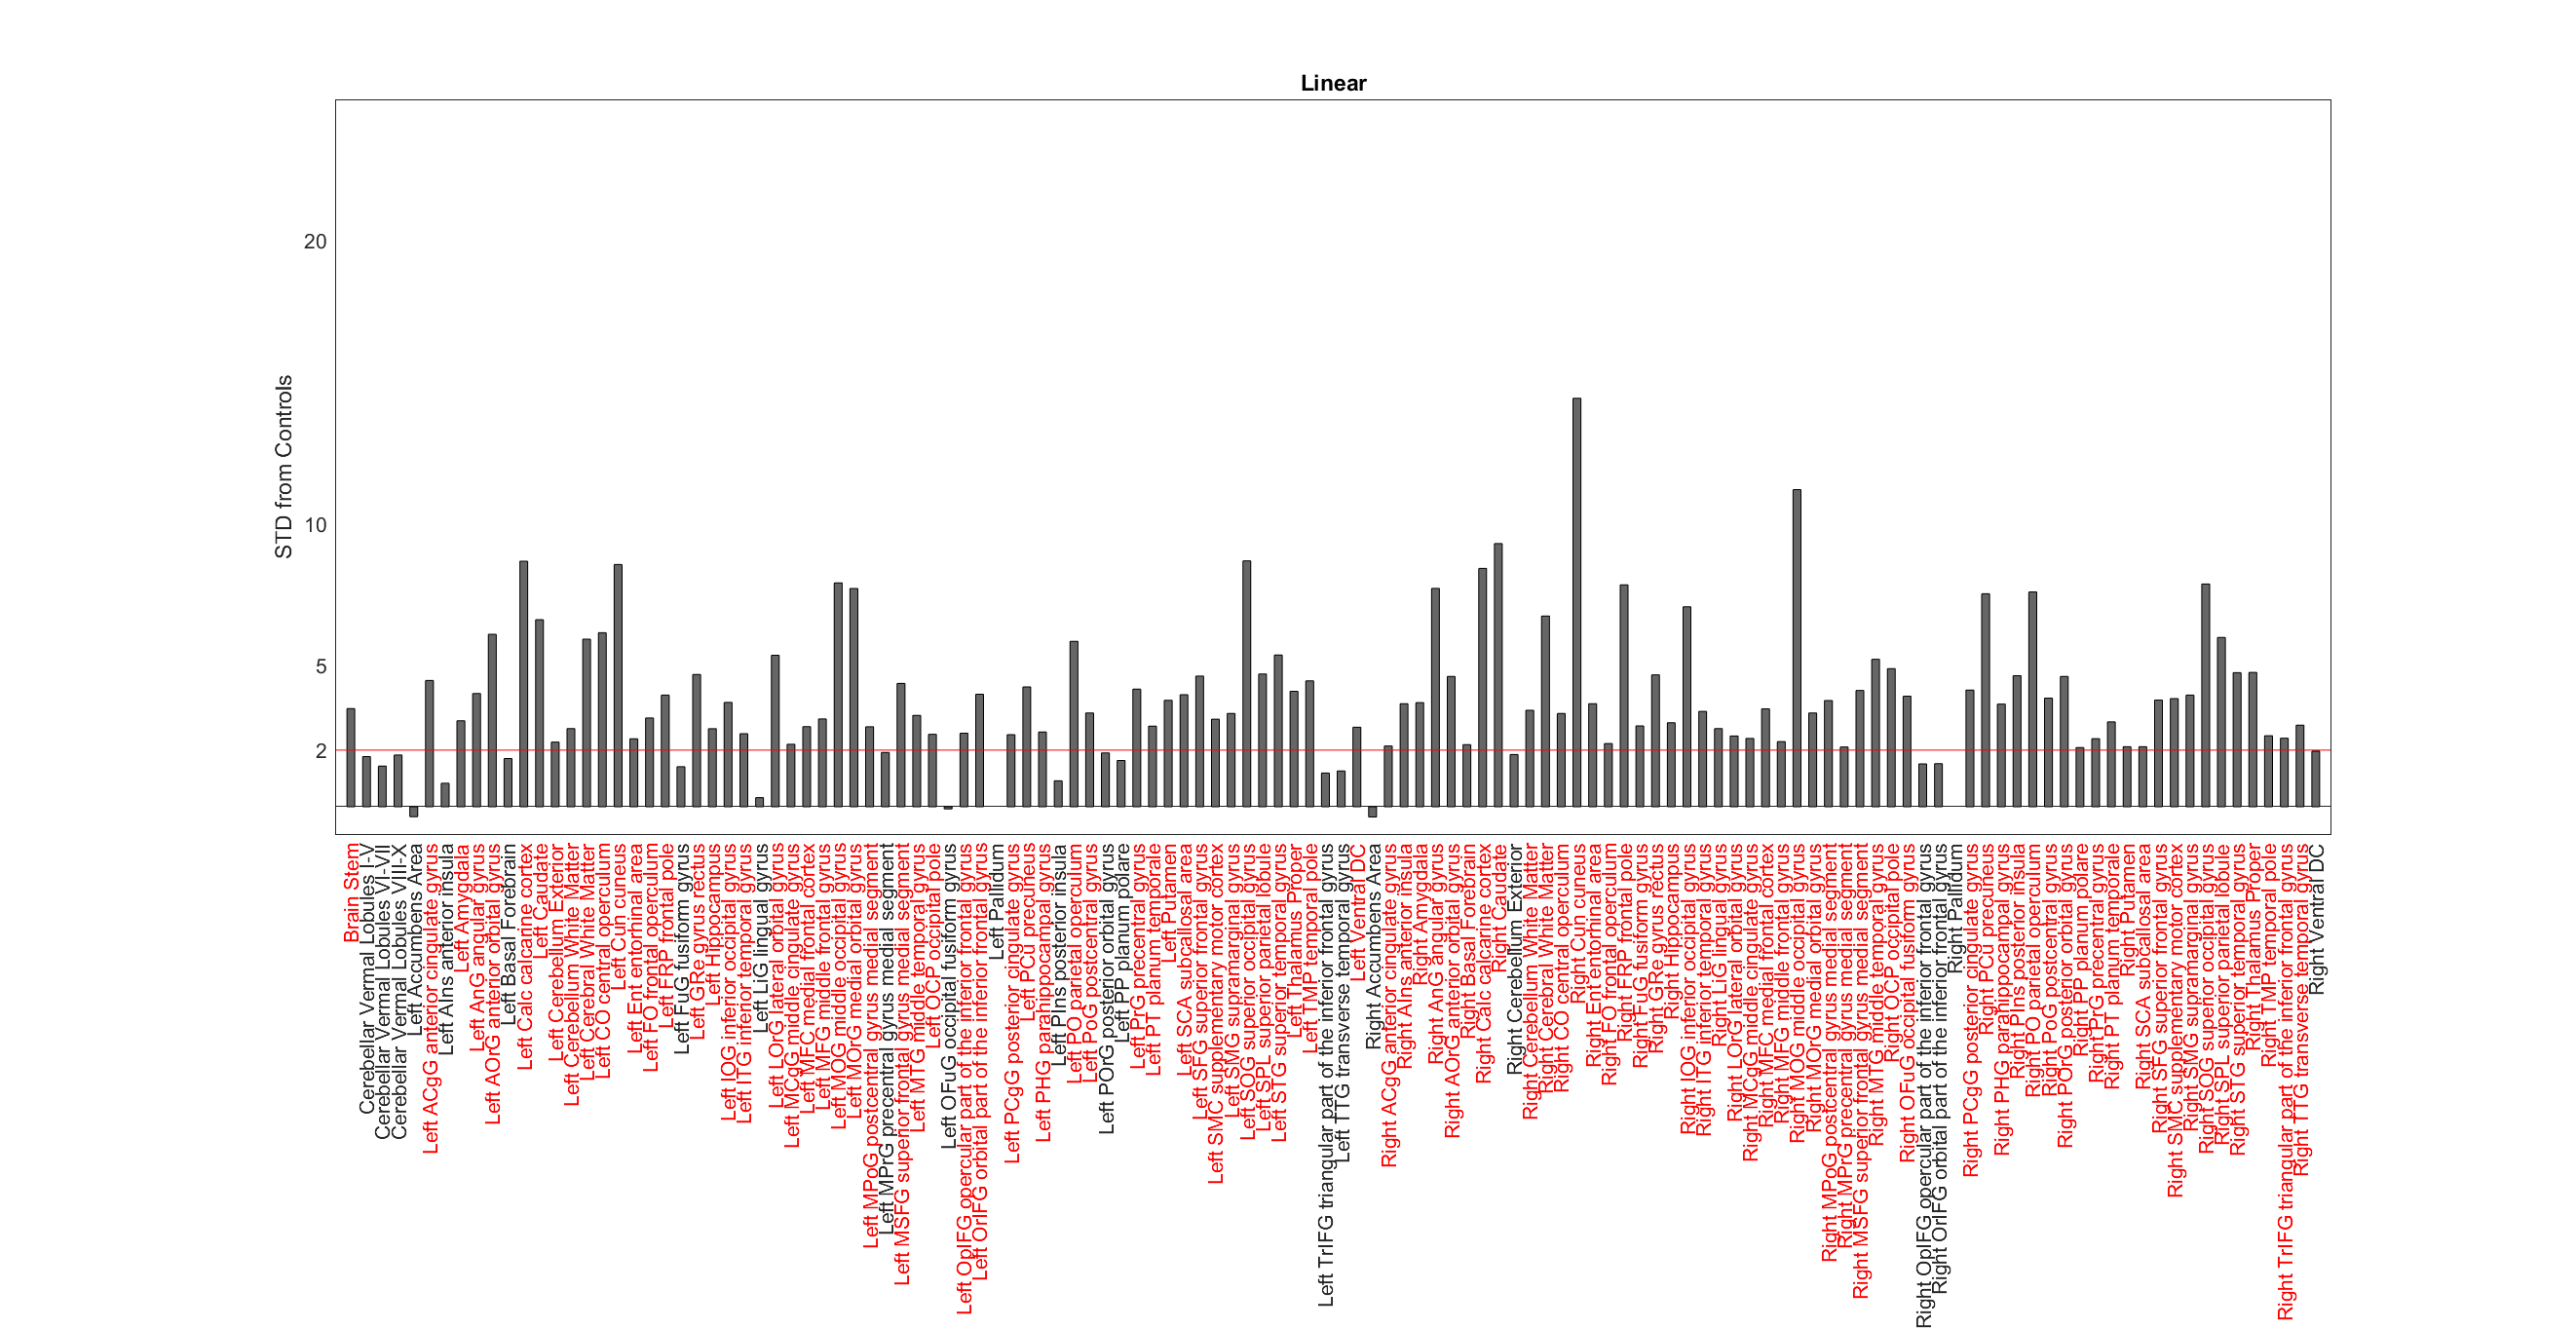 Linear
STD from Controls
20
10
5
2
Brain Stem
Cerebellar Vermal Lobules I-V
Cerebellar Vermal Lobules VI-VII
Cerebellar Vermal Lobules VIII-X
Left Accumbens Area
Left ACgG anterior cingulate gyrus
Left AIns anterior insula
Left Amygdala
Left AnG angular gyrus
Left AOrG anterior orbital gyrus
Left Basal Forebrain
Left Calc calcarine cortex
Left Caudate
Left Cerebellum Exterior
Left Cerebellum White Matter
Left Cerebral White Matter
Left CO central operculum
Left Cun cuneus
Left Ent entorhinal area
Left FO frontal operculum
Left FRP frontal pole
Left FuG fusiform gyrus
Left GRe gyrus rectus
Left Hippocampus
Left IOG inferior occipital gyrus
Left ITG inferior temporal gyrus
Left LiG lingual gyrus
Left LOrG lateral orbital gyrus
Left MCgG middle cingulate gyrus
Left MFC medial frontal cortex
Left MFG middle frontal gyrus
Left MOG middle occipital gyrus
Left MOrG medial orbital gyrus
Left MPoG postcentral gyrus medial segment
Left MPrG precentral gyrus medial segment
Left MSFG superior frontal gyrus medial segment
Left MTG middle temporal gyrus
Left OCP occipital pole
Left OFuG occipital fusiform gyrus
Left OpIFG opercular part of the inferior frontal gyrus
Left OrIFG orbital part of the inferior frontal gyrus
Left Pallidum
Left PCgG posterior cingulate gyrus
Left PCu precuneus
Left PHG parahippocampal gyrus
Left PIns posterior insula
Left PO parietal operculum
Left PoG postcentral gyrus
Left POrG posterior orbital gyrus
Left PP planum polare
Left PrG precentral gyrus
Left PT planum temporale
Left Putamen
Left SCA subcallosal area
Left SFG superior frontal gyrus
Left SMC supplementary motor cortex
Left SMG supramarginal gyrus
Left SOG superior occipital gyrus
Left SPL superior parietal lobule
Left STG superior temporal gyrus
Left Thalamus Proper
Left TMP temporal pole
Left TrIFG triangular part of the inferior frontal gyrus
Left TTG transverse temporal gyrus
Left Ventral DC
Right Accumbens Area
Right ACgG anterior cingulate gyrus
Right AIns anterior insula
Right Amygdala
Right AnG angular gyrus
Right AOrG anterior orbital gyrus
Right Basal Forebrain
Right Calc calcarine cortex
Right Caudate
Right Cerebellum Exterior
Right Cerebellum White Matter
Right Cerebral White Matter
Right CO central operculum
Right Cun cuneus
Right Ent entorhinal area
Right FO frontal operculum
Right FRP frontal pole
Right FuG fusiform gyrus
Right GRe gyrus rectus
Right Hippocampus
Right IOG inferior occipital gyrus
Right ITG inferior temporal gyrus
Right LiG lingual gyrus
Right LOrG lateral orbital gyrus
Right MCgG middle cingulate gyrus
Right MFC medial frontal cortex
Right MFG middle frontal gyrus
Right MOG middle occipital gyrus
Right MOrG medial orbital gyrus
Right MPoG postcentral gyrus medial segment
Right MPrG precentral gyrus medial segment
Right MSFG superior frontal gyrus medial segment
Right MTG middle temporal gyrus
Right OCP occipital pole
Right OFuG occipital fusiform gyrus
Right OpIFG opercular part of the inferior frontal gyrus
Right OrIFG orbital part of the inferior frontal gyrus
Right Pallidum
Right PCgG posterior cingulate gyrus
Right PCu precuneus
Right PHG parahippocampal gyrus
Right PIns posterior insula
Right PO parietal operculum
Right PoG postcentral gyrus
Right POrG posterior orbital gyrus
Right PP planum polare
Right PrG precentral gyrus
Right PT planum temporale
Right Putamen
Right SCA subcallosal area
Right SFG superior frontal gyrus
Right SMC supplementary motor cortex
Right SMG supramarginal gyrus
Right SOG superior occipital gyrus
Right SPL superior parietal lobule
Right STG superior temporal gyrus
Right Thalamus Proper
Right TMP temporal pole
Right TrIFG triangular part of the inferior frontal gyrus
Right TTG transverse temporal gyrus
Right Ventral DC